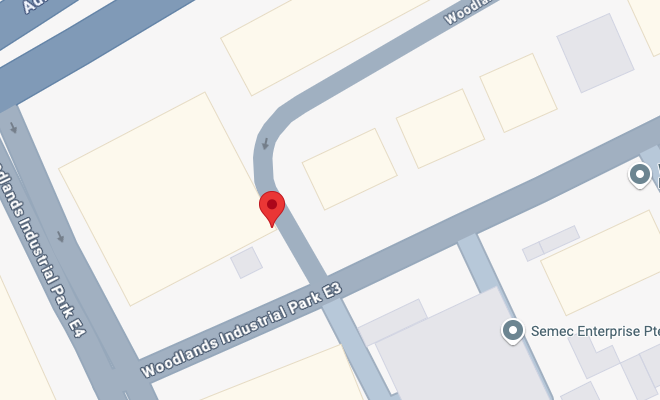 Woodlands Industrial Park E4
Woodlands Industrial Park E3
Semec Enterprise Pte